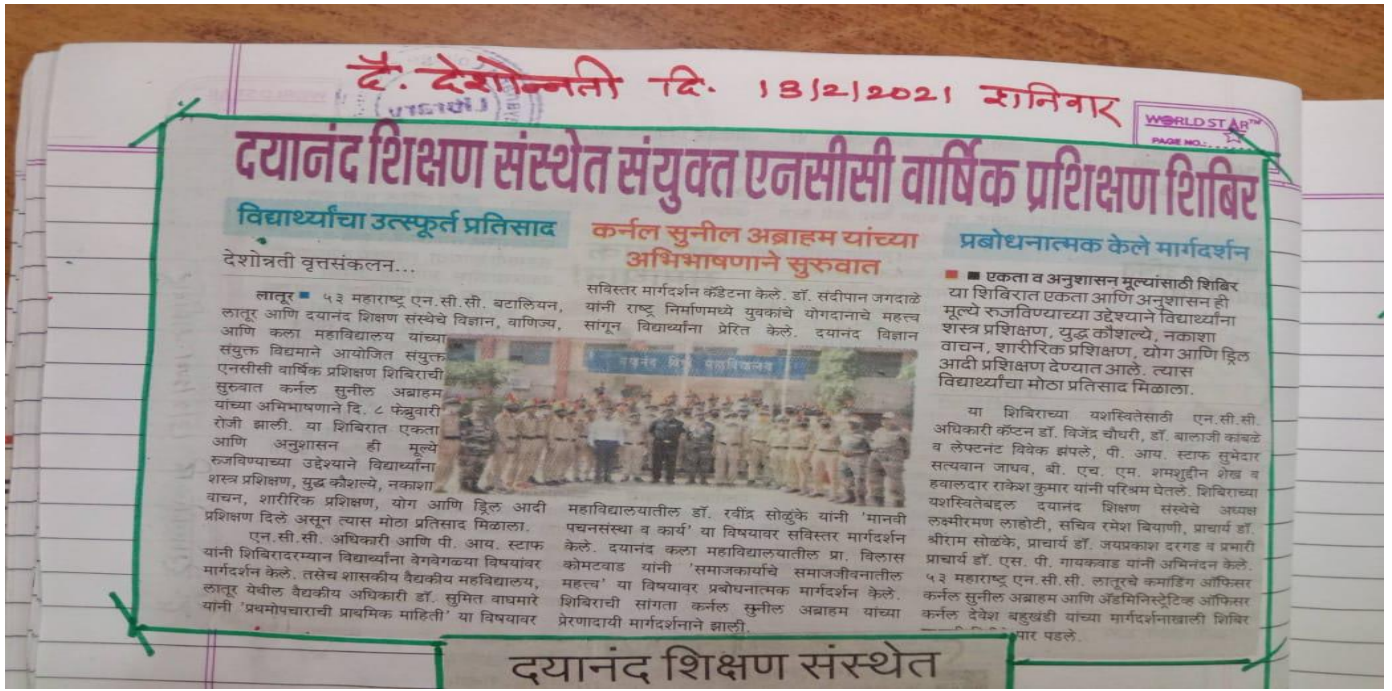 दै. देशोन्नती दि. 13/2/2021 शनिवार
WORLD STAR™
PAGE NO.:
दयानंद शिक्षण संस्थेत संयुक्त एनसीसी वार्षिक प्रशिक्षण शिबिर
विद्यार्थ्यांचा उत्स्फूर्त प्रतिसाद
देशोन्नती वृत्तसंकलन...
लातूर ■ ५३ महाराष्ट्र एन.सी.सी. बटालियन,
लातूर आणि दयानंद शिक्षण संस्थेचे विज्ञान, वाणिज्य,
आणि कला महाविद्यालय यांच्या
संयुक्त विद्यमाने आयोजित संयुक्त
एनसीसी वार्षिक प्रशिक्षण शिबिराची
सुरुवात कर्नल सुनील अब्राहम
यांच्या अभिभाषणाने दि. ८ फेब्रुवारी
रोजी झाली. या शिबिरात एकता
आणि अनुशासन ही मूल्ये
रुजविण्याच्या उद्देश्याने विद्यार्थ्यांना
शस्त्र प्रशिक्षण, युद्ध कौशल्ये, नकाशा
वाचन, शारीरिक प्रशिक्षण, योग आणि ड्रिल आदी
प्रशिक्षण दिले असून त्यास मोठा प्रतिसाद मिळाला.
एन.सी.सी. अधिकारी आणि पी. आय. स्टाफ
यांनी शिबिरादरम्यान विद्यार्थ्यांना वेगवेगळ्या विषयांवर
मार्गदर्शन केले. तसेच शासकीय वैद्यकीय महविद्यालय,
लातूर येथील वैद्यकीय अधिकारी डॉ. सुमित वाघमारे
यांनी 'प्रथमोपचाराची प्राथमिक माहिती' या विषयावर
कर्नल सुनील अब्राहम यांच्या
अभिभाषणाने सुरुवात
सविस्तर मार्गदर्शन कॅडेटना केले. डॉ. संदीपान जगदाळे
यांनी राष्ट्र निर्माणमध्ये युवकांचे योगदानाचे महत्त्व
सांगून विद्यार्थ्यांना प्रेरित केले. दयानंद विज्ञान
दयानंद महाविद्यालय
महाविद्यालयातील डॉ. रवींद्र सोळुंके यांनी 'मानवी
पचनसंस्था व कार्य' या विषयावर सविस्तर मार्गदर्शन
केले. दयानंद कला महाविद्यालयातील प्रा. विलास
कोमटवाड यांनी 'समाजकार्याचे समाजजीवनातील
महत्त्व' या विषयावर प्रबोधनात्मक मार्गदर्शन केले.
शिबिराची सांगता कर्नल सुनील अब्राहम यांच्या
प्रेरणादायी मार्गदर्शनाने झाली.
प्रबोधनात्मक केले मार्गदर्शन
■ ■ एकता व अनुशासन मूल्यांसाठी शिबिर
या शिबिरात एकता आणि अनुशासन ही
मूल्ये रुजविण्याच्या उद्देश्याने विद्यार्थ्यांना
शस्त्र प्रशिक्षण, युद्ध कौशल्ये, नकाशा
वाचन, शारीरिक प्रशिक्षण, योग आणि ड्रिल
आदी प्रशिक्षण देण्यात आले. त्यास
विद्यार्थ्यांचा मोठा प्रतिसाद मिळाला.
या शिबिराच्या यशस्वितेसाठी एन.सी.सी.
अधिकारी कॅप्टन डॉ. विजेंद्र चौधरी, डॉ. बालाजी कांबळे
व लेफ्टनंट विवेक झंपले, पी. आय. स्टाफ सुभेदार
सत्यवान जाधव, बी. एच. एम. शमशुद्दीन शेख व
हवालदार राकेश कुमार यांनी परिश्रम घेतले. शिबिराच्या
यशस्वितेबद्दल दयानंद शिक्षण संस्थेचे अध्यक्ष
लक्ष्मीरमण लाहोटी, सचिव रमेश बियाणी, प्राचार्य डॉ.
श्रीराम सोळंके, प्राचार्य डॉ. जयप्रकाश दरगड व प्रभारी
प्राचार्य डॉ. एस. पी. गायकवाड यांनी अभिनंदन केले.
५३ महाराष्ट्र एन.सी.सी. लातूरचे कमांडिंग ऑफिसर
कर्नल सुनील अब्राहम आणि ॲडमिनिस्ट्रेटिव्ह ऑफिसर
कर्नल देवेश बहुखंडी यांच्या मार्गदर्शनाखाली शिबिर
पार पडले.
दयानंद शिक्षण संस्थेत